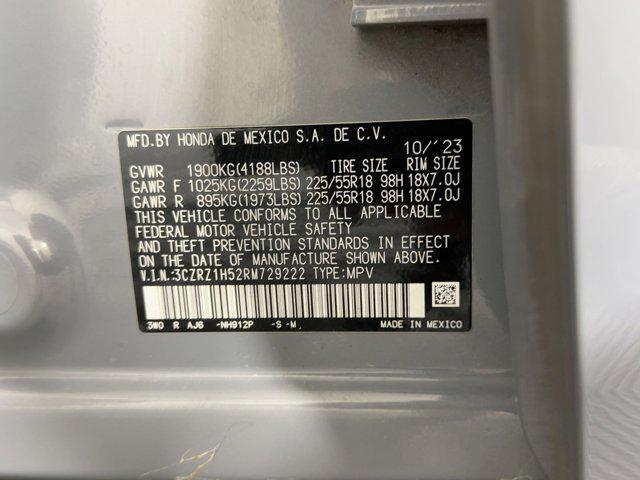 MFD.BY HONDA DE MEXICO S.A. DE C.V.
10/'23
GVWR 1900KG(4188LBS) TIRE SIZE RIM SIZE
GAWR F 1025KG(2259LBS) 225/55R18 98H 18X7.0J
GAWR R 895KG(1973LBS) 225/55R18 98H 18X7.0J
THIS VEHICLE CONFORMS TO ALL APPLICABLE
FEDERAL MOTOR VEHICLE SAFETY
AND THEFT PREVENTION STANDARDS IN EFFECT
ON THE DATE OF MANUFACTURE SHOWN ABOVE.
V.I.N.:3CZRZ1H52RM729222 TYPE:MPV
3W0 R AJ6 -NH912P -S -M
MADE IN MEXICO